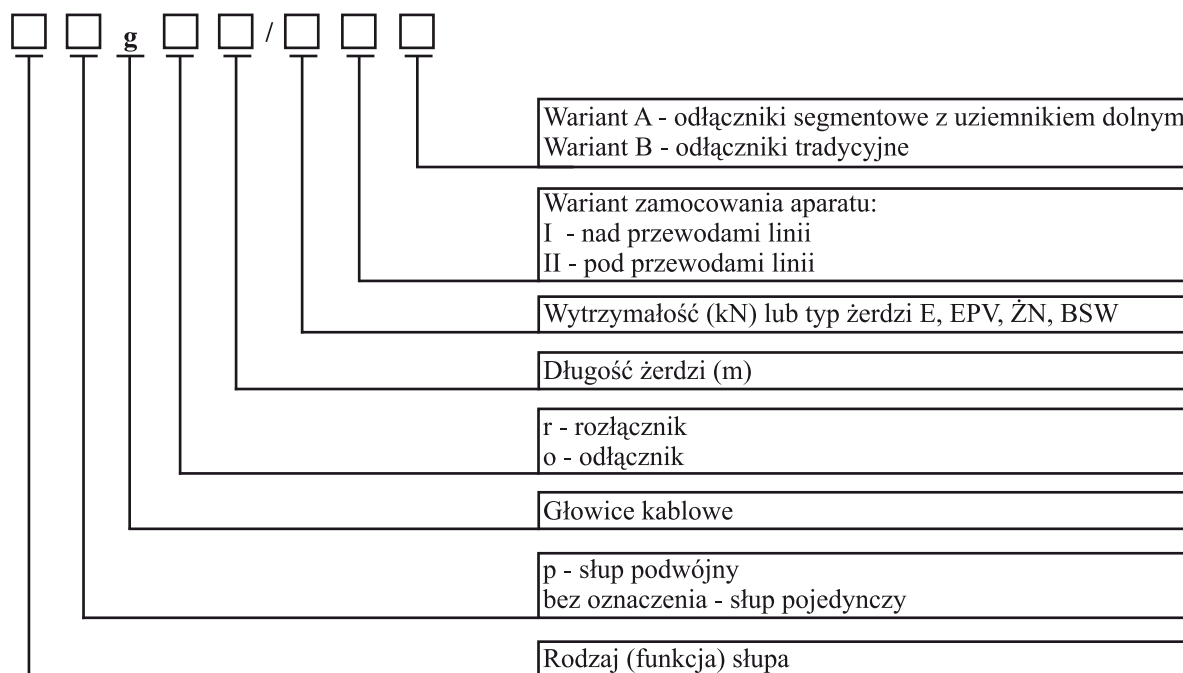 g /
Wariant A - odłączniki segmentowe z uziemnikiem dolnym
Wariant B - odłączniki tradycyjne
Wariant zamocowania aparatu:
I - nad przewodami linii
II - pod przewodami linii
Wytrzymałość (kN) lub typ żerdzi E, EPV, ŻN, BSW
Długość żerdzi (m)
r - rozłącznik
o - odłącznik
Głowice kablowe
p - słup podwójny
bez oznaczenia - słup pojedynczy
Rodzaj (funkcja) słupa